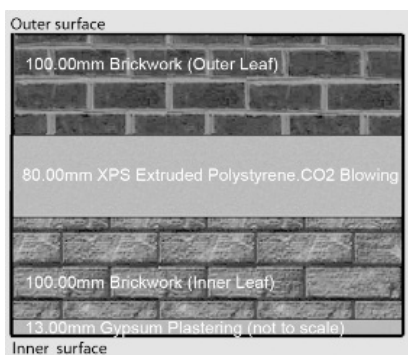 Outer surface
100.00mm Brickwork (Outer Leaf)
80.00mm XPS Extruded Polystyrene.CO2 Blowing
100.00mm Brickwork (Inner Leaf)
13.00mm Gypsum Plastering (not to scale)
Inner surface